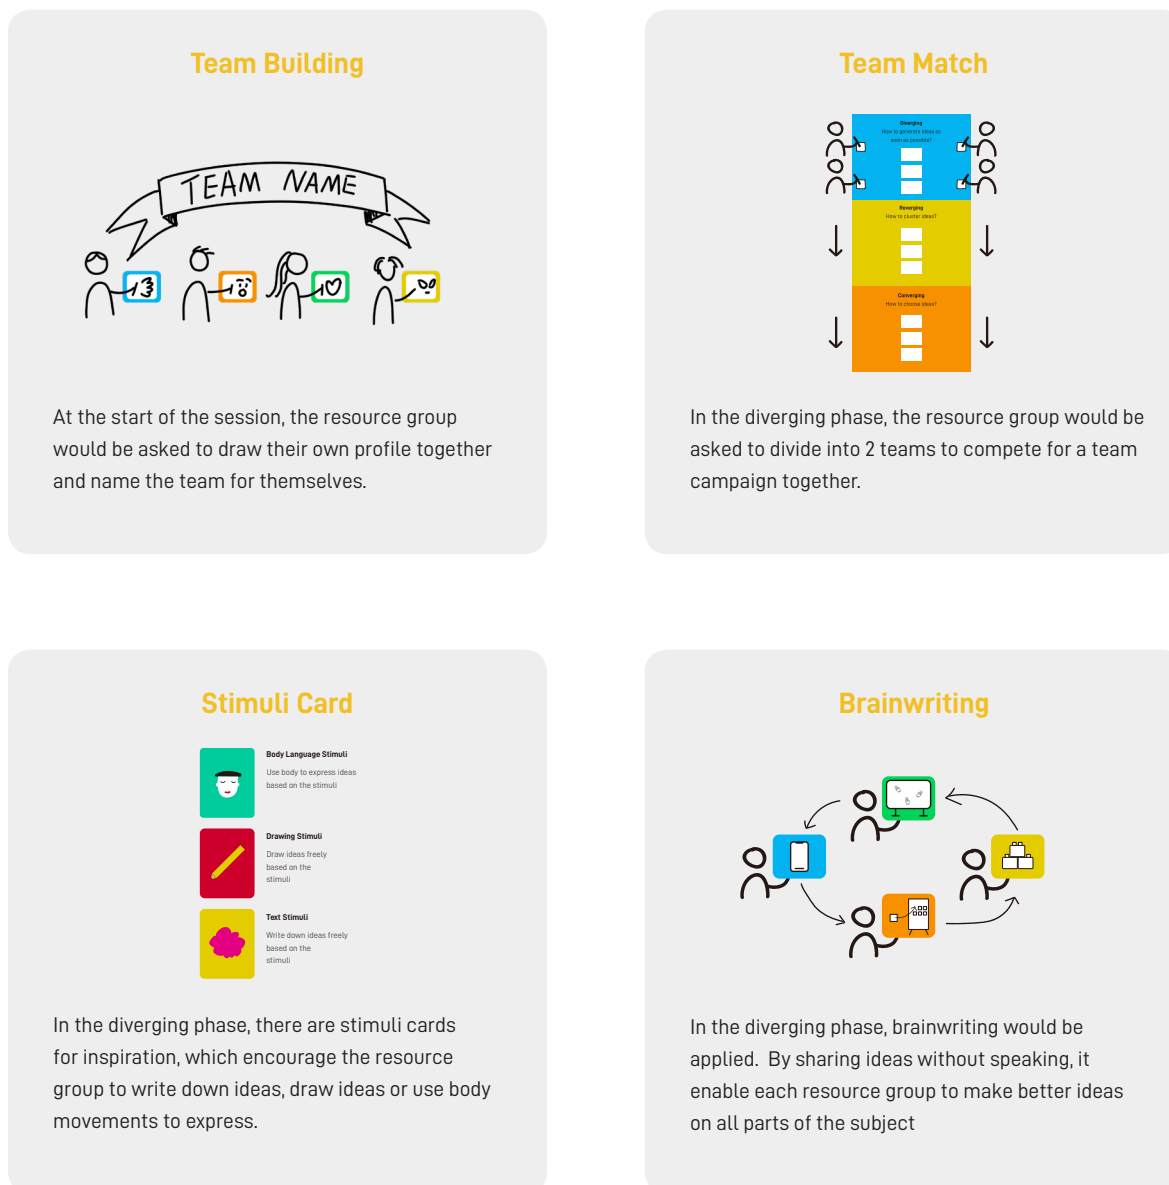 Team Building
TEAM NAME
At the start of the session, the resource group
would be asked to draw their own profile together
and name the team for themselves.
Team Match
Diverging
How to generate ideas as
soon as possible?
Reverging
How to cluster ideas?
Converging
How to choose ideas?
In the diverging phase, the resource group would be
asked to divide into 2 teams to compete for a team
campaign together.
Stimuli Card
Body Language Stimuli
Use body to express ideas
based on the stimuli
Drawing Stimuli
Draw ideas freely
based on the
stimuli
Text Stimuli
Write down ideas freely
based on the
stimuli
In the diverging phase, there are stimuli cards
for inspiration, which encourage the resource
group to write down ideas, draw ideas or use body
movements to express.
Brainwriting
In the diverging phase, brainwriting would be
applied.  By sharing ideas without speaking, it
enable each resource group to make better ideas
on all parts of the subject